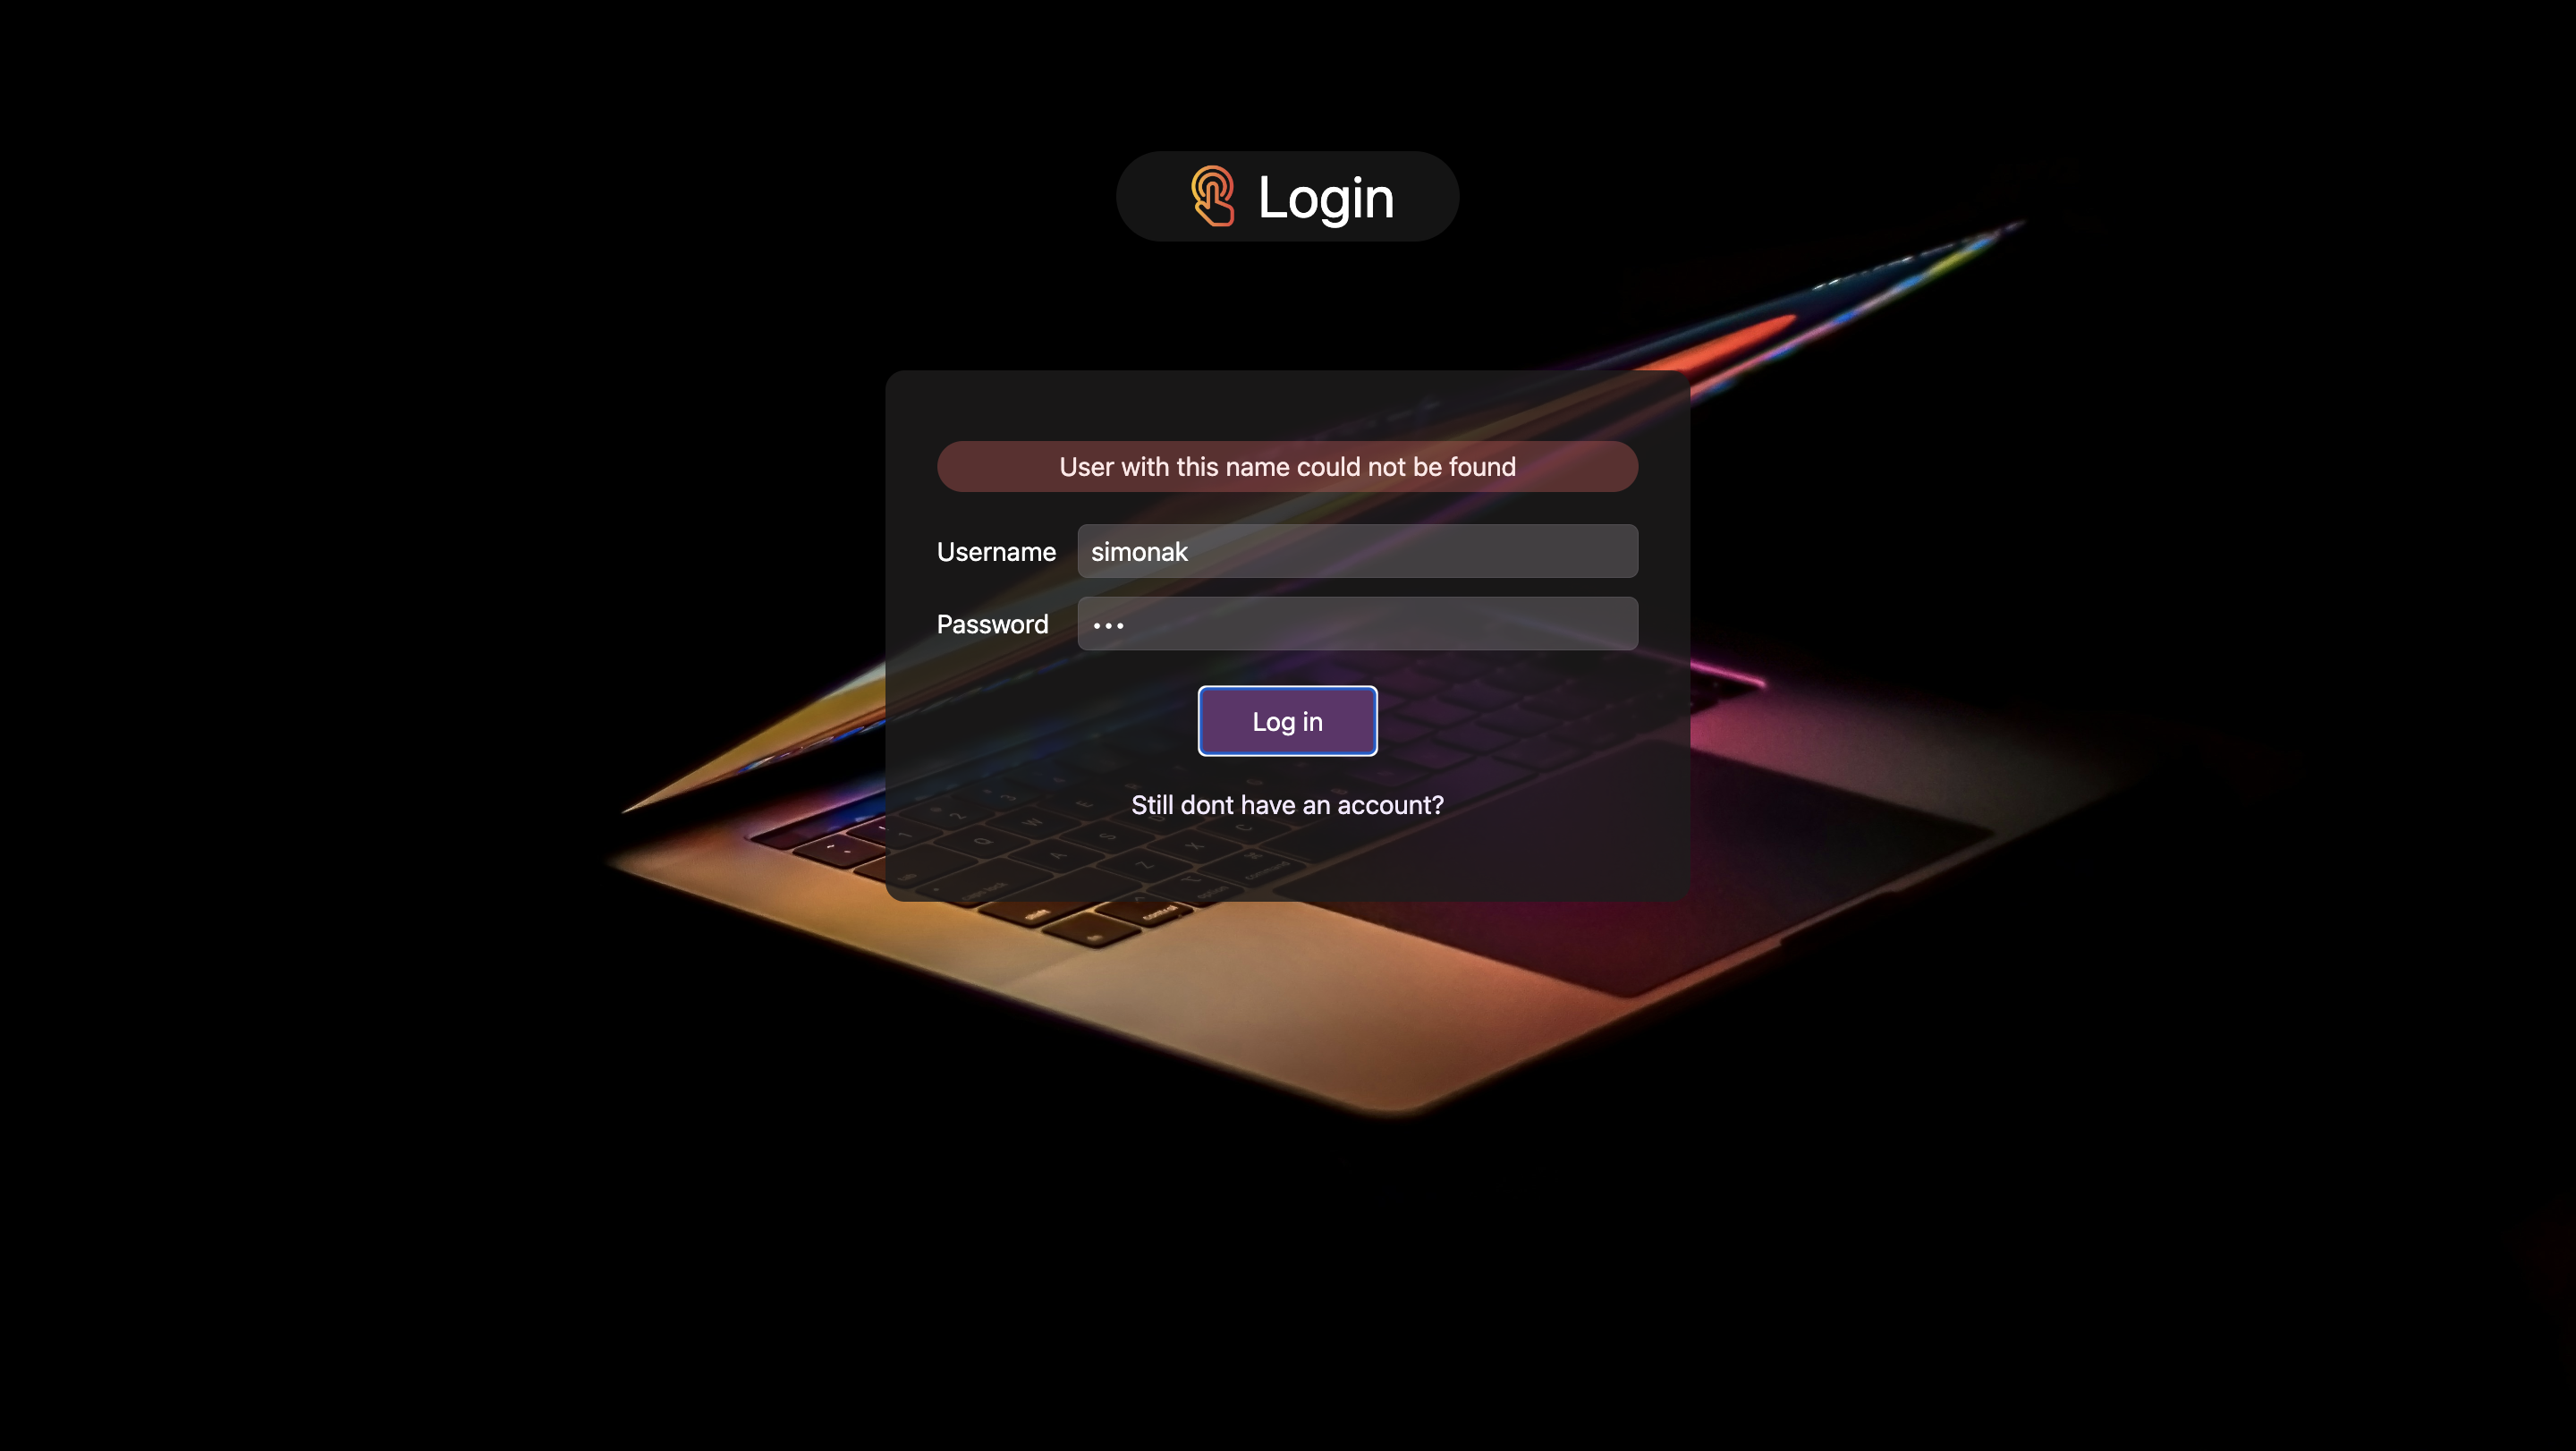 Login
User with this name could not be found
Username simonak
Password •••
Log in
Still dont have an account?